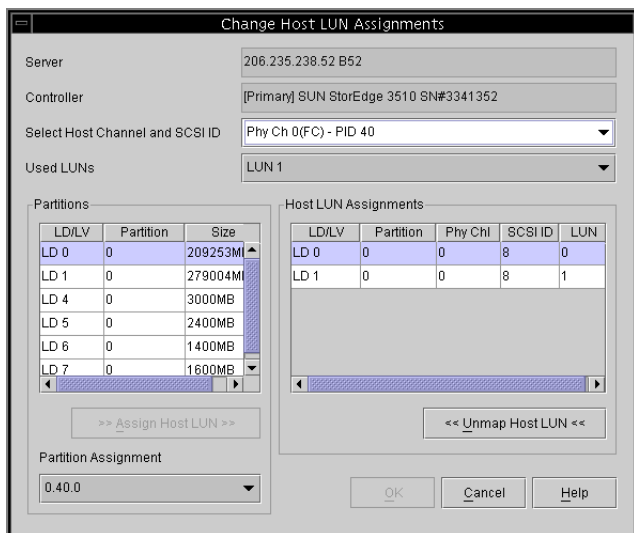 Change Host LUN Assignments
Server 206.235.238.52 B52
Controller [Primary] SUN StorEdge 3510 SN#3341352
Select Host Channel and SCSI ID Phy Ch 0(FC) - PID 40
Used LUNs LUN 1
Partitions
LD/LV Partition Size
LD 0 0 209253M
LD 1 0 279004M
LD 4 0 3000MB
LD 5 0 2400MB
LD 6 0 1400MB
LD 7 0 1600MB
>> Assign Host LUN >>
Partition Assignment
0.40.0
Host LUN Assignments
LD/LV Partition Phy Chl SCSI ID LUN
LD 0 0 0 8 0
LD 1 0 0 8 1
<< Unmap Host LUN <<
OK Cancel Help